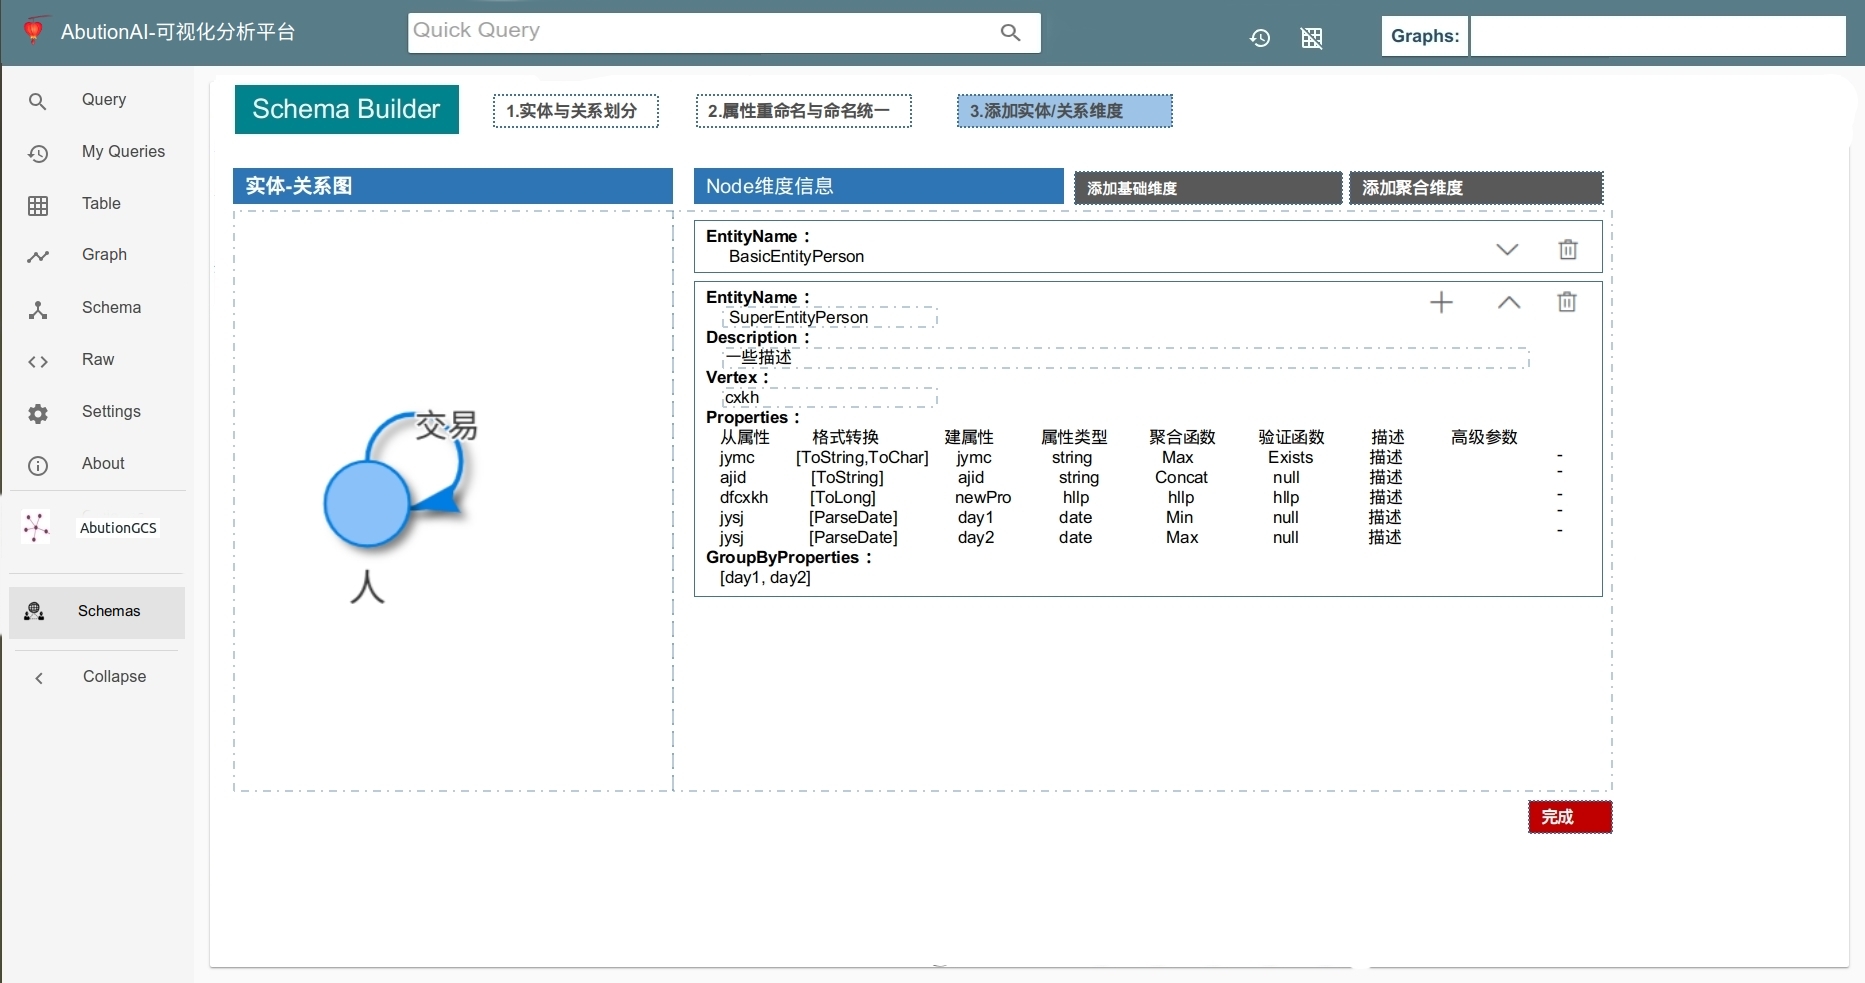 AbutionAI-可视化分析平台
Quick Query
Graphs:
Query
My Queries
Table
Graph
Schema
Raw
Settings
About
AbutionGCS
Schemas
Collapse
Schema Builder
1.实体与关系划分
2.属性重命名与命名统一
3.添加实体/关系维度
实体-关系图
Node维度信息
添加基础维度
添加聚合维度
交易
人
EntityName：
BasicEntityPerson
EntityName：
SuperEntityPerson
Description：
一些描述
Vertex：
cxkh
Properties：
从属性 格式转换 建属性 属性类型 聚合函数 验证函数 描述 高级参数
jymc [ToString,ToChar] jymc string Max Exists 描述 -
ajid [ToString] ajid string Concat null 描述 -
dfcxkh [ToLong] newPro hllp hllp hllp 描述 -
jysj [ParseDate] day1 date Min null 描述 -
jysj [ParseDate] day2 date Max null 描述 -
GroupByProperties：
[day1, day2]
完成